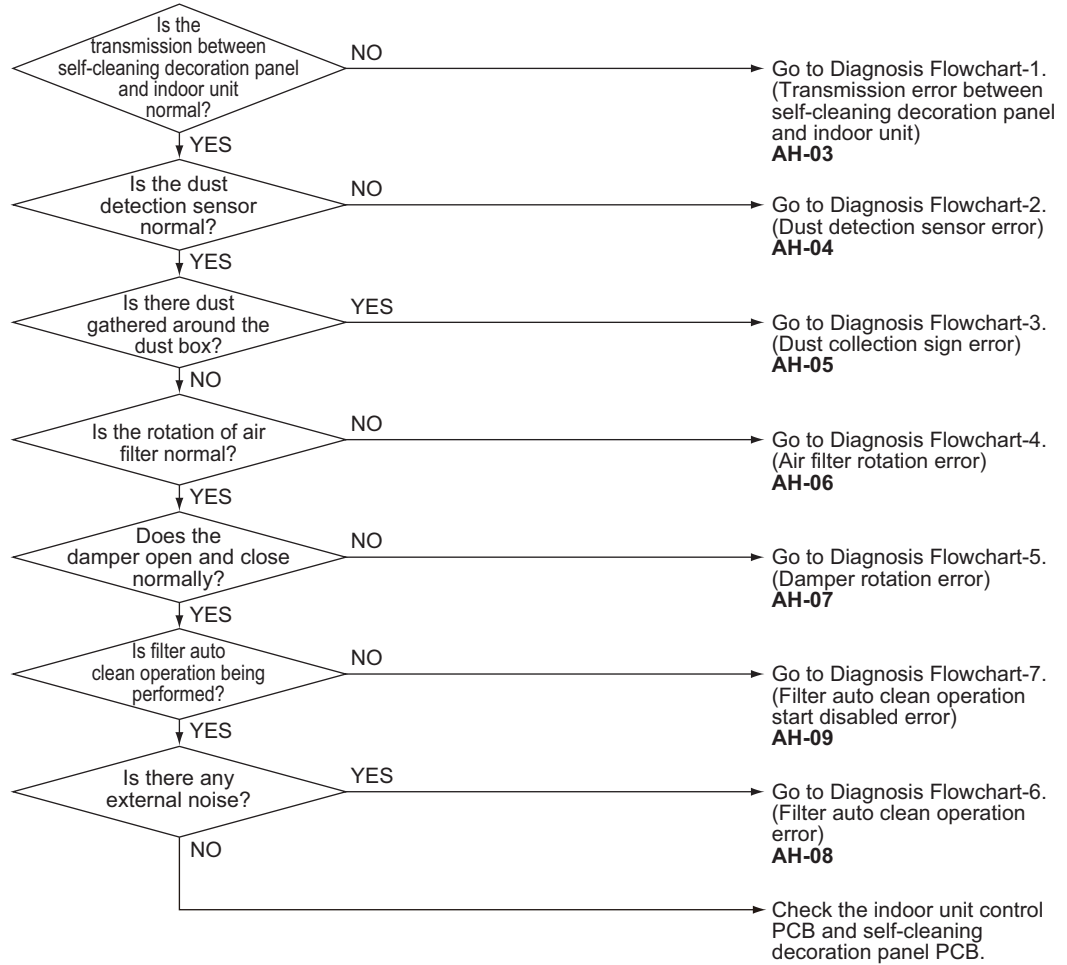 Is the
transmission between
self-cleaning decoration panel
and indoor unit
normal?
NO
Go to Diagnosis Flowchart-1.
(Transmission error between
self-cleaning decoration panel
and indoor unit)
AH-03
YES
Is the dust
detection sensor
normal?
NO
Go to Diagnosis Flowchart-2.
(Dust detection sensor error)
AH-04
YES
Is there dust
gathered around the
dust box?
YES
Go to Diagnosis Flowchart-3.
(Dust collection sign error)
AH-05
NO
Is the rotation of air
filter normal?
NO
Go to Diagnosis Flowchart-4.
(Air filter rotation error)
AH-06
YES
Does the
damper open and close
normally?
NO
Go to Diagnosis Flowchart-5.
(Damper rotation error)
AH-07
YES
Is filter auto
clean operation being
performed?
NO
Go to Diagnosis Flowchart-7.
(Filter auto clean operation
start disabled error)
AH-09
YES
Is there any
external noise?
YES
Go to Diagnosis Flowchart-6.
(Filter auto clean operation
error)
AH-08
NO
Check the indoor unit control
PCB and self-cleaning
decoration panel PCB.